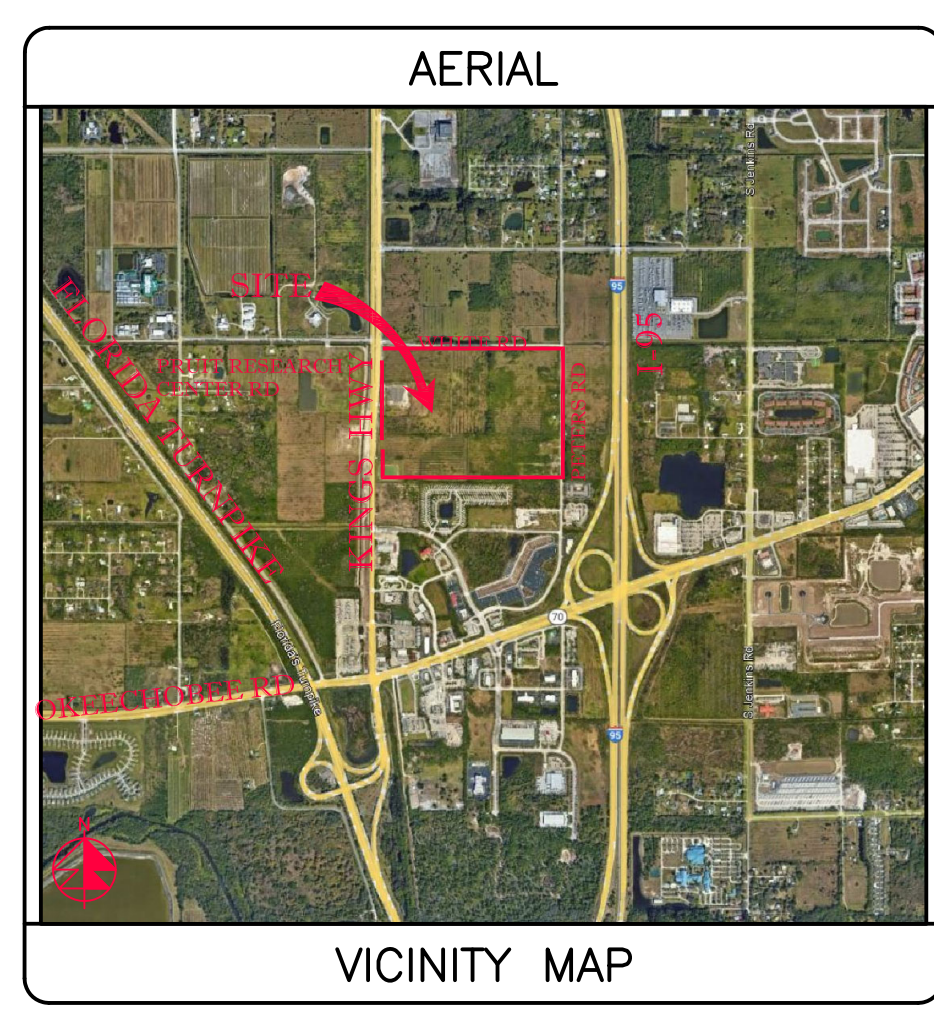 AERIAL
S Jenkins Rd
95
SITE
FLORIDA TURNPIKE
I-95
WHITE RD
FRUIT RESEARCH
CENTER RD
KINGS HWY
PETERS RD
70
Florida's Turnpike
OKEECHOBEE RD
S Jenkins Rd
95
N
VICINITY MAP